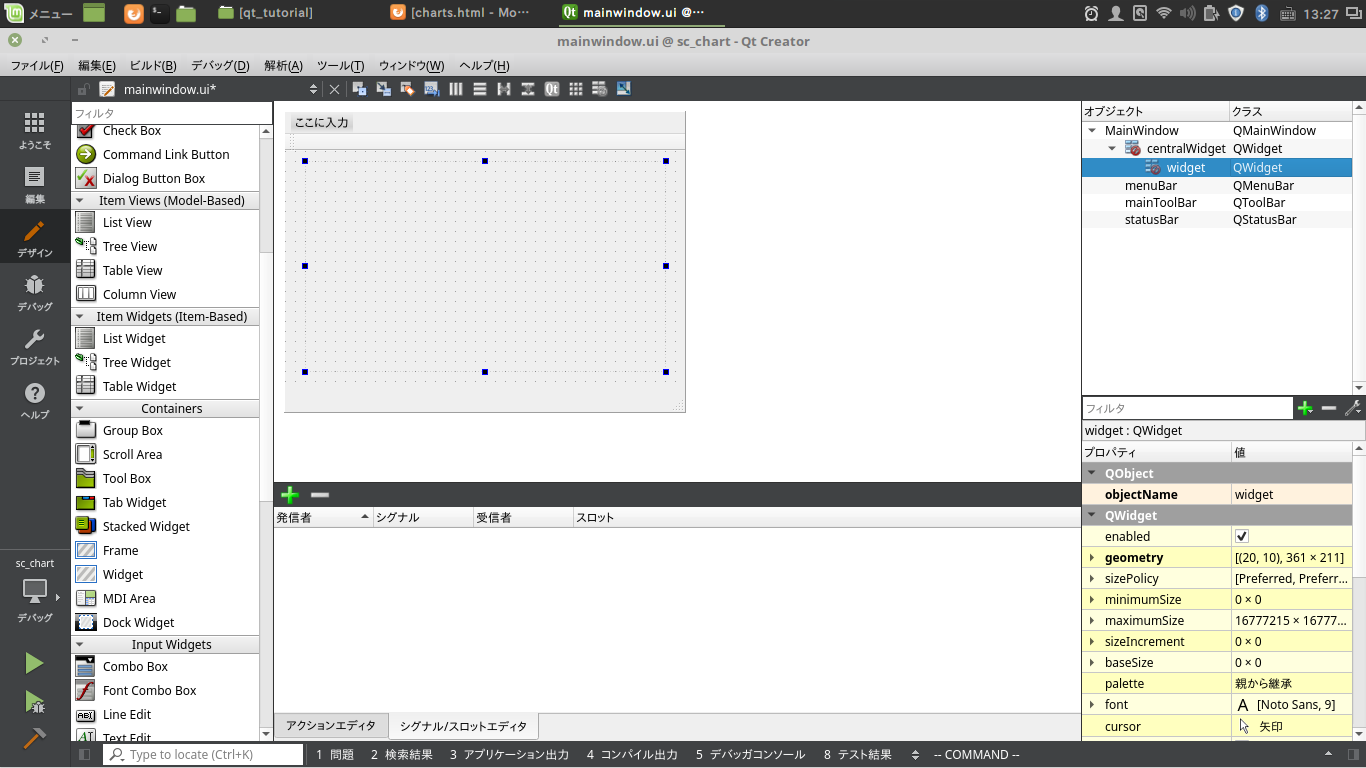 メニュー
[qt_tutorial]
[charts.html - Mo…
mainwindow.ui @…
13:27
mainwindow.ui @ sc_chart - Qt Creator
ファイル(F) 編集(E) ビルド(B) デバッグ(D) 解析(A) ツール(T) ウィンドウ(W) ヘルプ(H)
mainwindow.ui*
ようこそ
編集
デザイン
デバッグ
プロジェクト
ヘルプ
sc_chart
デバッグ
フィルタ
Check Box
Command Link Button
Dialog Button Box
Item Views (Model-Based)
List View
Tree View
Table View
Column View
Item Widgets (Item-Based)
List Widget
Tree Widget
Table Widget
Containers
Group Box
Scroll Area
Tool Box
Tab Widget
Stacked Widget
Frame
Widget
MDI Area
Dock Widget
Input Widgets
Combo Box
Font Combo Box
Line Edit
Text Edit
ここに入力
発信者 シグナル 受信者 スロット
アクションエディタ シグナル/スロットエディタ
オブジェクト クラス
MainWindow QMainWindow
centralWidget QWidget
widget QWidget
menuBar QMenuBar
mainToolBar QToolBar
statusBar QStatusBar
フィルタ
widget : QWidget
プロパティ 値
QObject
objectName widget
QWidget
enabled
geometry [(20, 10), 361 × 211]
sizePolicy [Preferred, Preferr...
minimumSize 0 × 0
maximumSize 16777215 × 16777...
sizeIncrement 0 × 0
baseSize 0 × 0
palette 親から継承
font A [Noto Sans, 9]
cursor 矢印
Type to locate (Ctrl+K) 1 問題 2 検索結果 3 アプリケーション出力 4 コンパイル出力 5 デバッガコンソール 8 テスト結果 -- COMMAND --